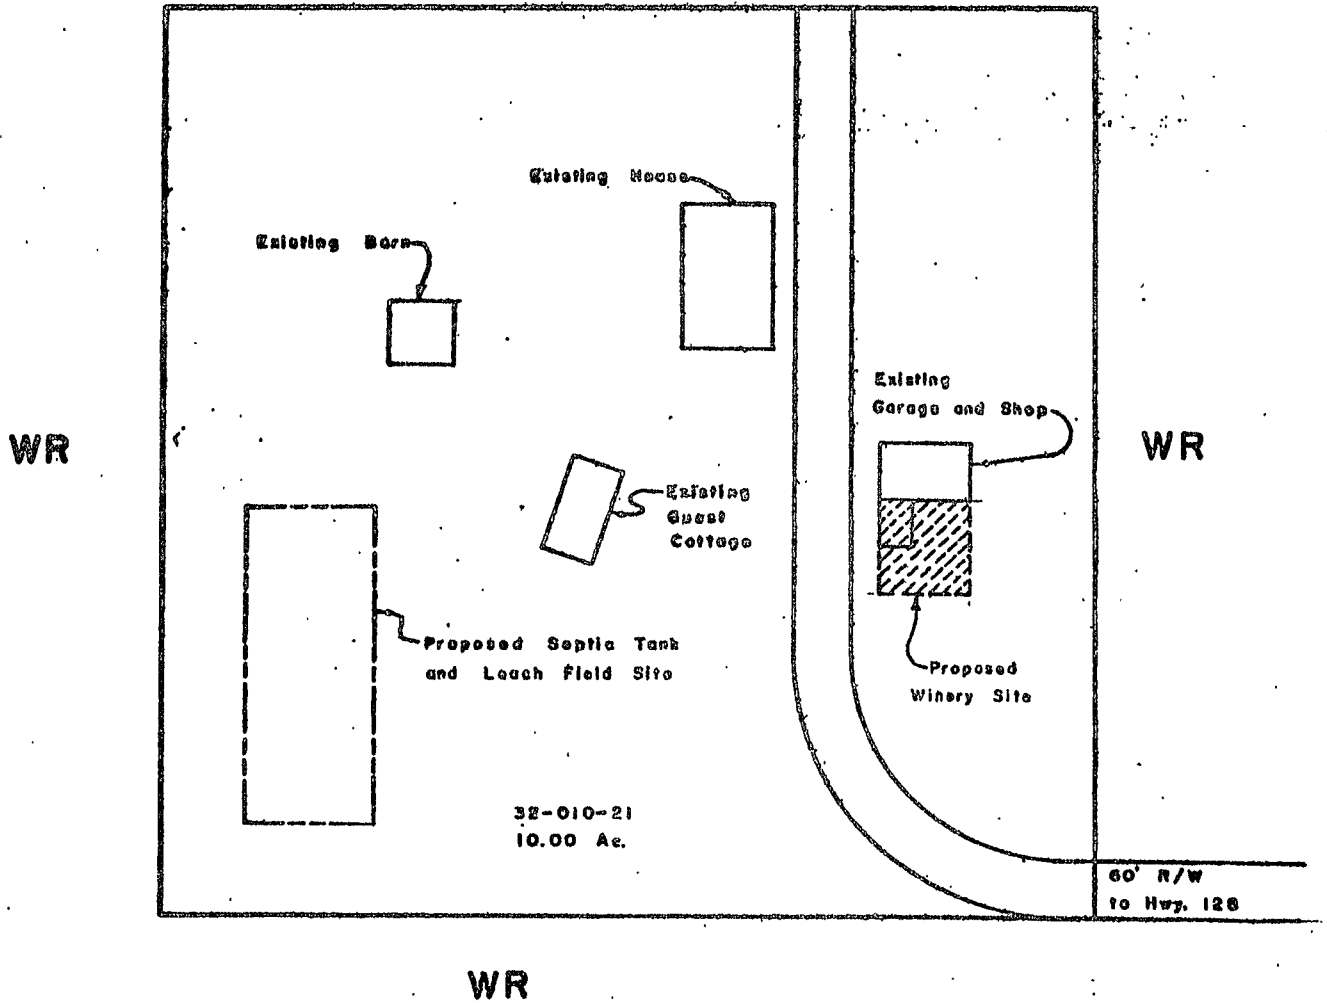 Existing House
Existing Barn
Existing
Garage and Shop
WR
WR
Existing
Guest
Cottage
Proposed Septic Tank
and Leach Field Site
Proposed
Winery Site
32-010-21
10.00 Ac.
60' R/W
to Hwy. 128
WR